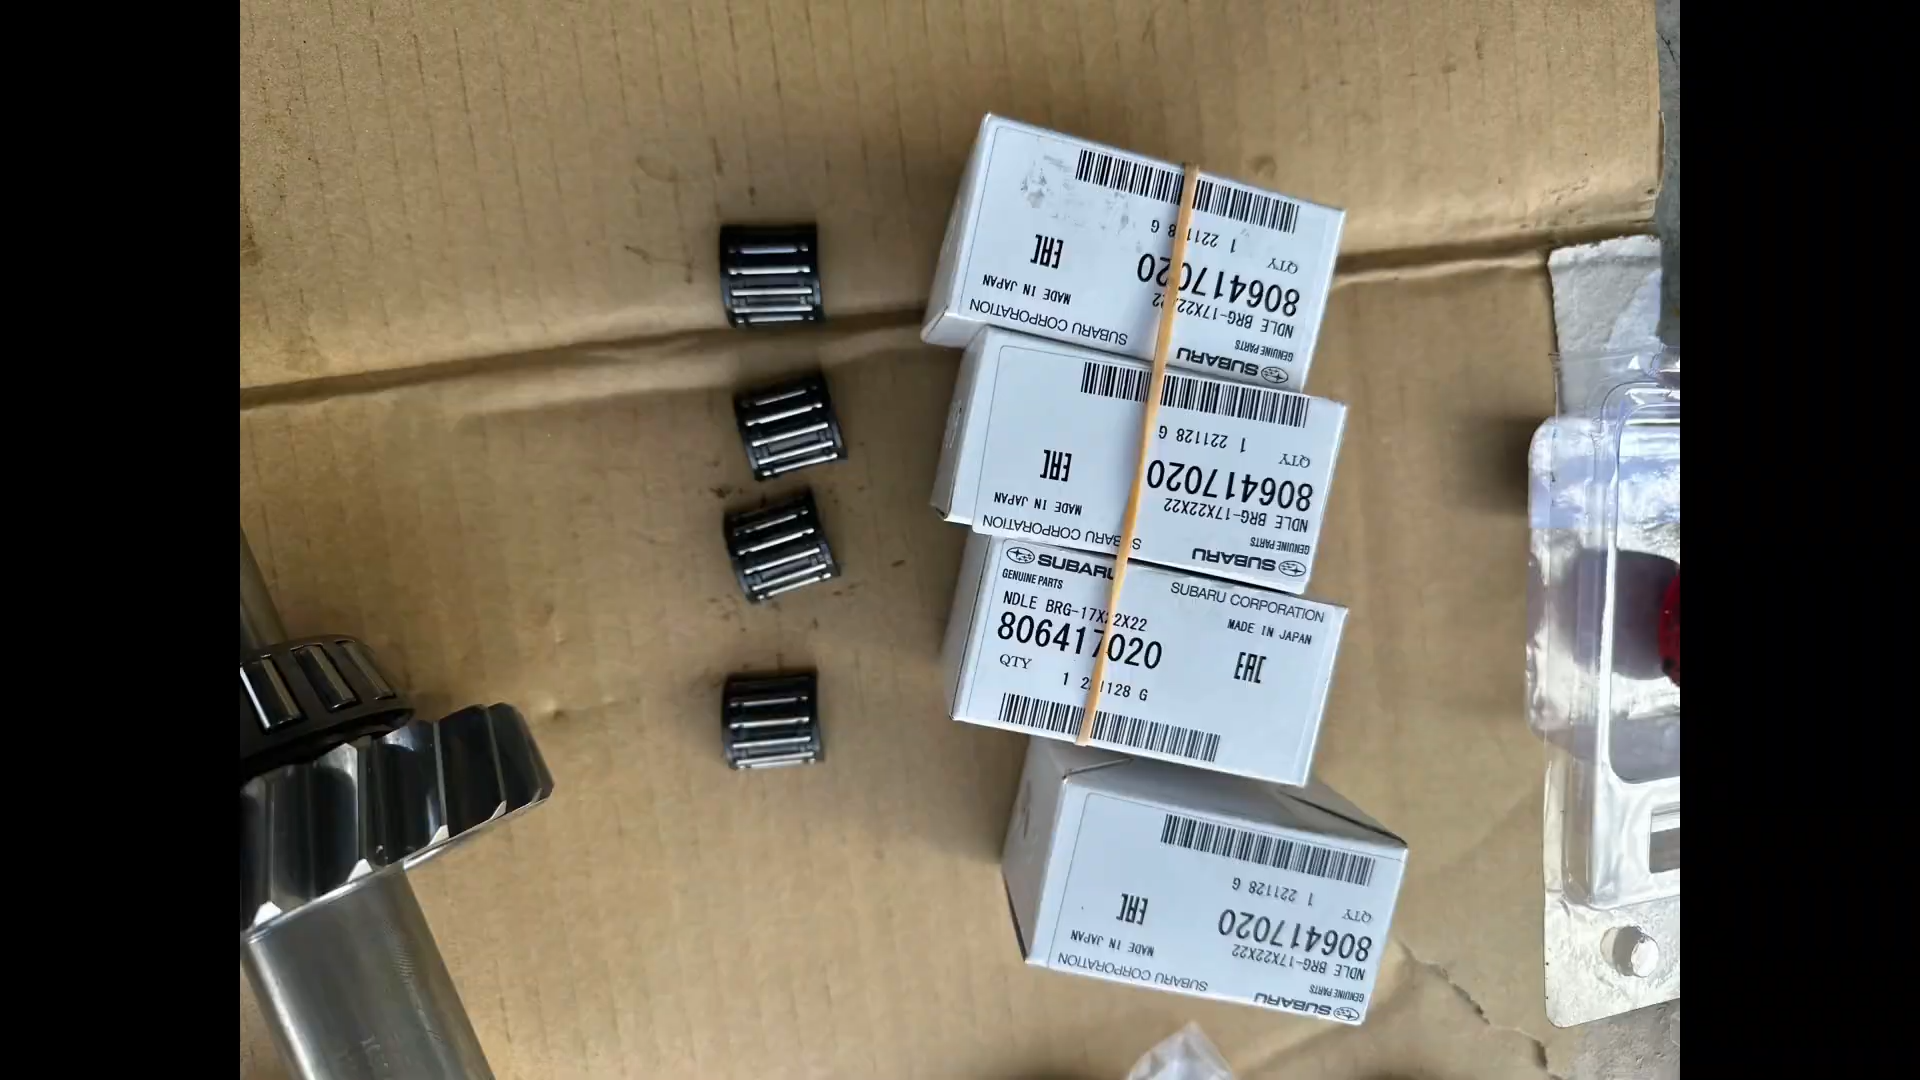 SUBARU
GENUINE PARTS
NDLE BRG-17X22X22
806417020
QTY
1 221128 G
SUBARU CORPORATION
MADE IN JAPAN
EAC
SUBARU
GENUINE PARTS
NDLE BRG-17X22X22
806417020
QTY
1 221128 G
SUBARU CORPORATION
MADE IN JAPAN
EAC
SUBARU
GENUINE PARTS
NDLE BRG-17X22X22
806417020
QTY
1 221128 G
SUBARU CORPORATION
MADE IN JAPAN
EAC
SUBARU
GENUINE PARTS
NDLE BRG-17X22X22
806417020
QTY
1 221128 G
SUBARU CORPORATION
MADE IN JAPAN
EAC